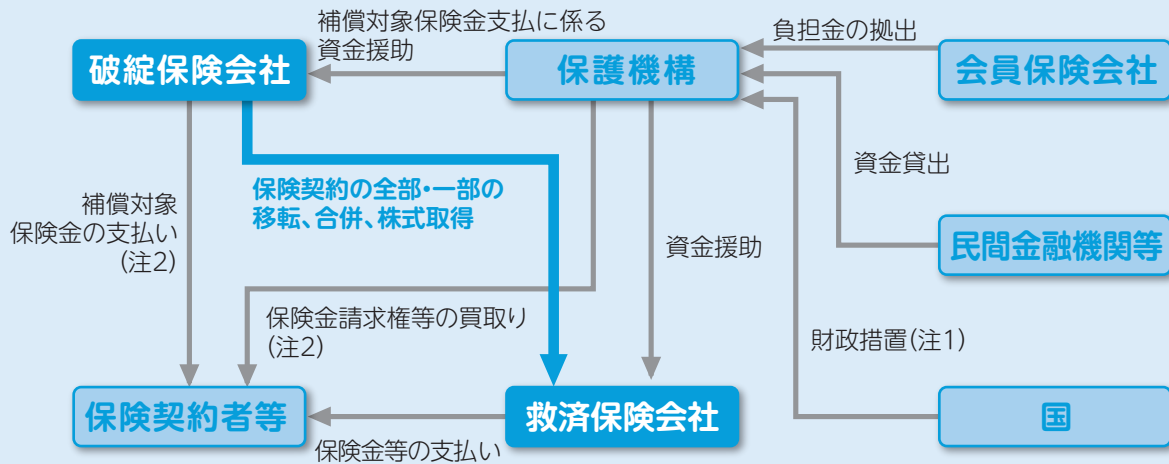 補償対象保険金支払に係る
資金援助
負担金の拠出
破綻保険会社
保護機構
会員保険会社
資金貸出
保険契約の全部・一部の
移転、合併、株式取得
補償対象
保険金の支払い
(注2)
資金援助
民間金融機関等
保険金請求権等の買取り
(注2)
財政措置(注1)
保険契約者等
救済保険会社
国
保険金等の支払い